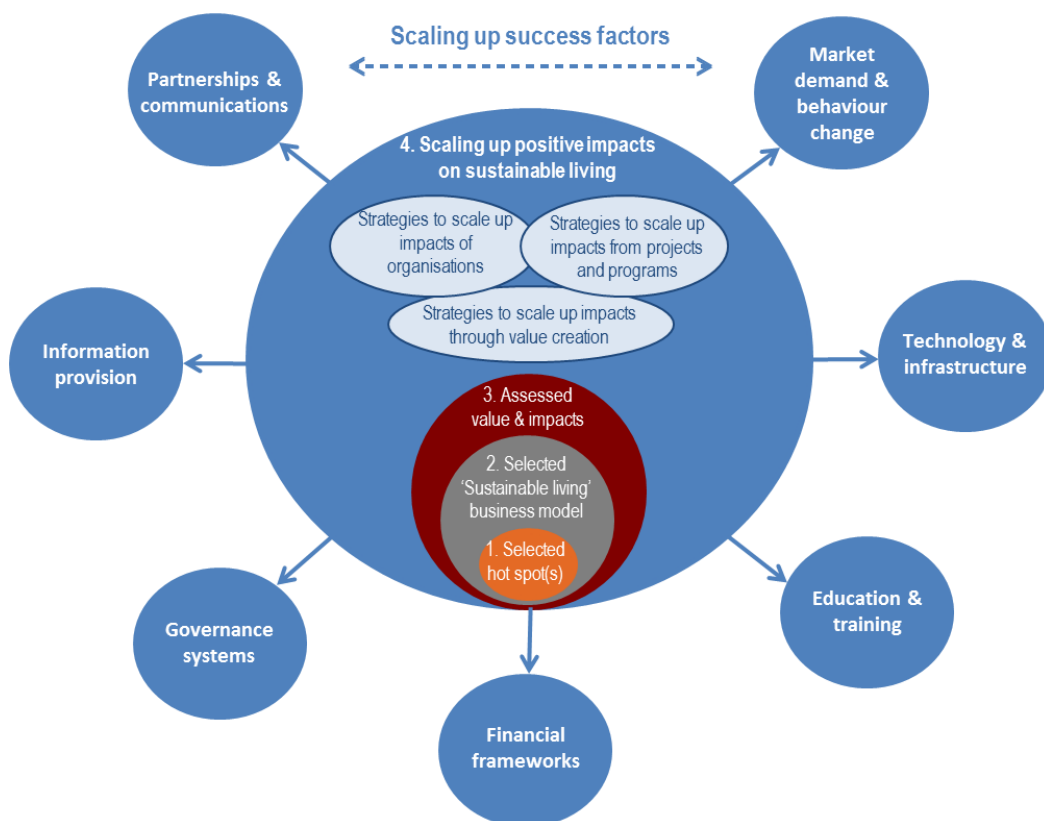 Scaling up success factors
Partnerships &
communications
Market
demand &
behaviour
change
4. Scaling up positive impacts
on sustainable living
Strategies to scale up
impacts of
organisations
Strategies to scale up
impacts from projects
and programs
Strategies to scale up impacts
through value creation
Information
provision
Technology &
infrastructure
3. Assessed
value & impacts
2. Selected
‘Sustainable living’
business model
1. Selected
hot spot(s)
Governance
systems
Education &
training
Financial
frameworks